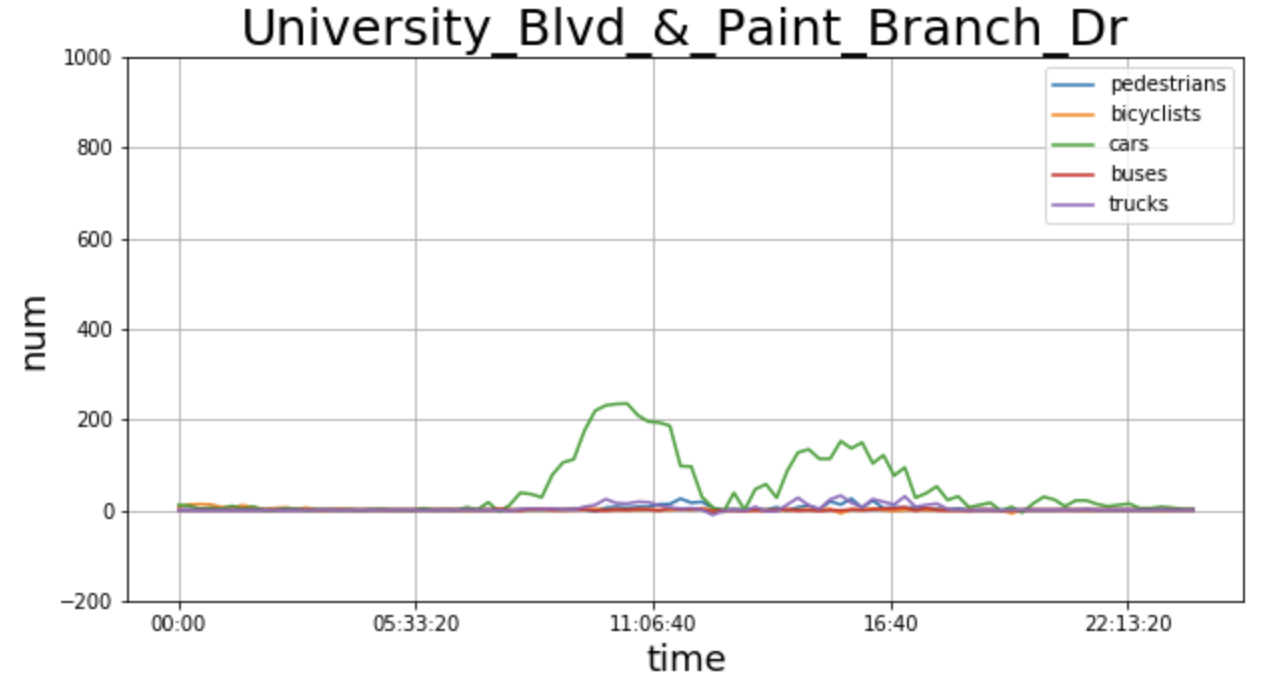 University_Blvd_&_Paint_Branch_Dr
1000
800
600
400
200
0
−200
num
pedestrians
bicyclists
cars
buses
trucks
00:00 05:33:20 11:06:40 16:40 22:13:20
time